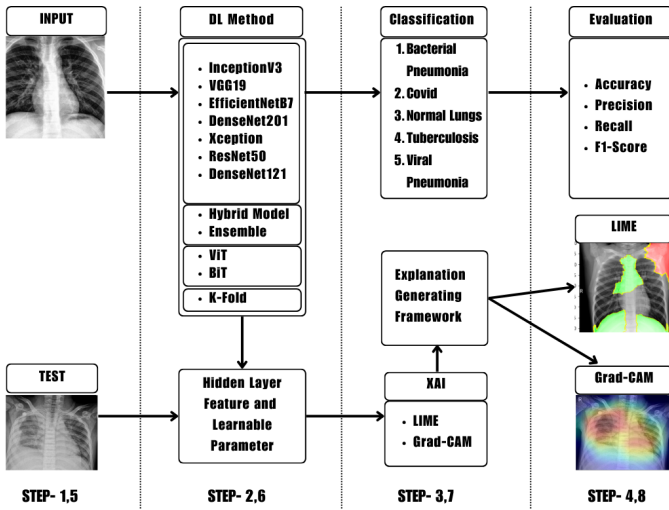 INPUT
DL Method
Classification
Evaluation
• InceptionV3
• VGG19
• EfficientNetB7
• DenseNet201
• Xception
• ResNet50
• DenseNet121
• Hybrid Model
• Ensemble
• ViT
• BiT
• K-Fold
1. Bacterial
Pneumonia
2. Covid
3. Normal Lungs
4. Tuberculosis
5. Viral
Pneumonia
• Accuracy
• Precision
• Recall
• F1-Score
LIME
Explanation
Generating
Framework
TEST
Hidden Layer
Feature and
Learnable
Parameter
XAI
• LIME
• Grad-CAM
Grad-CAM
STEP- 1,5
STEP- 2,6
STEP- 3,7
STEP- 4,8